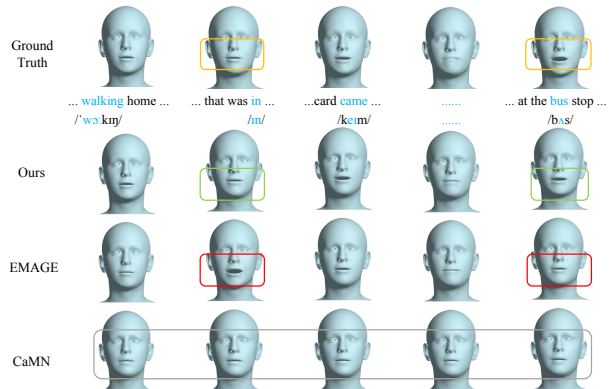 Ground
Truth
... walking home ... ... that was in ... ...card came ... ...... ... at the bus stop ...
/ˈwɔːkɪŋ/ /ɪn/ /keɪm/ ...... /bʌs/
Ours
EMAGE
CaMN